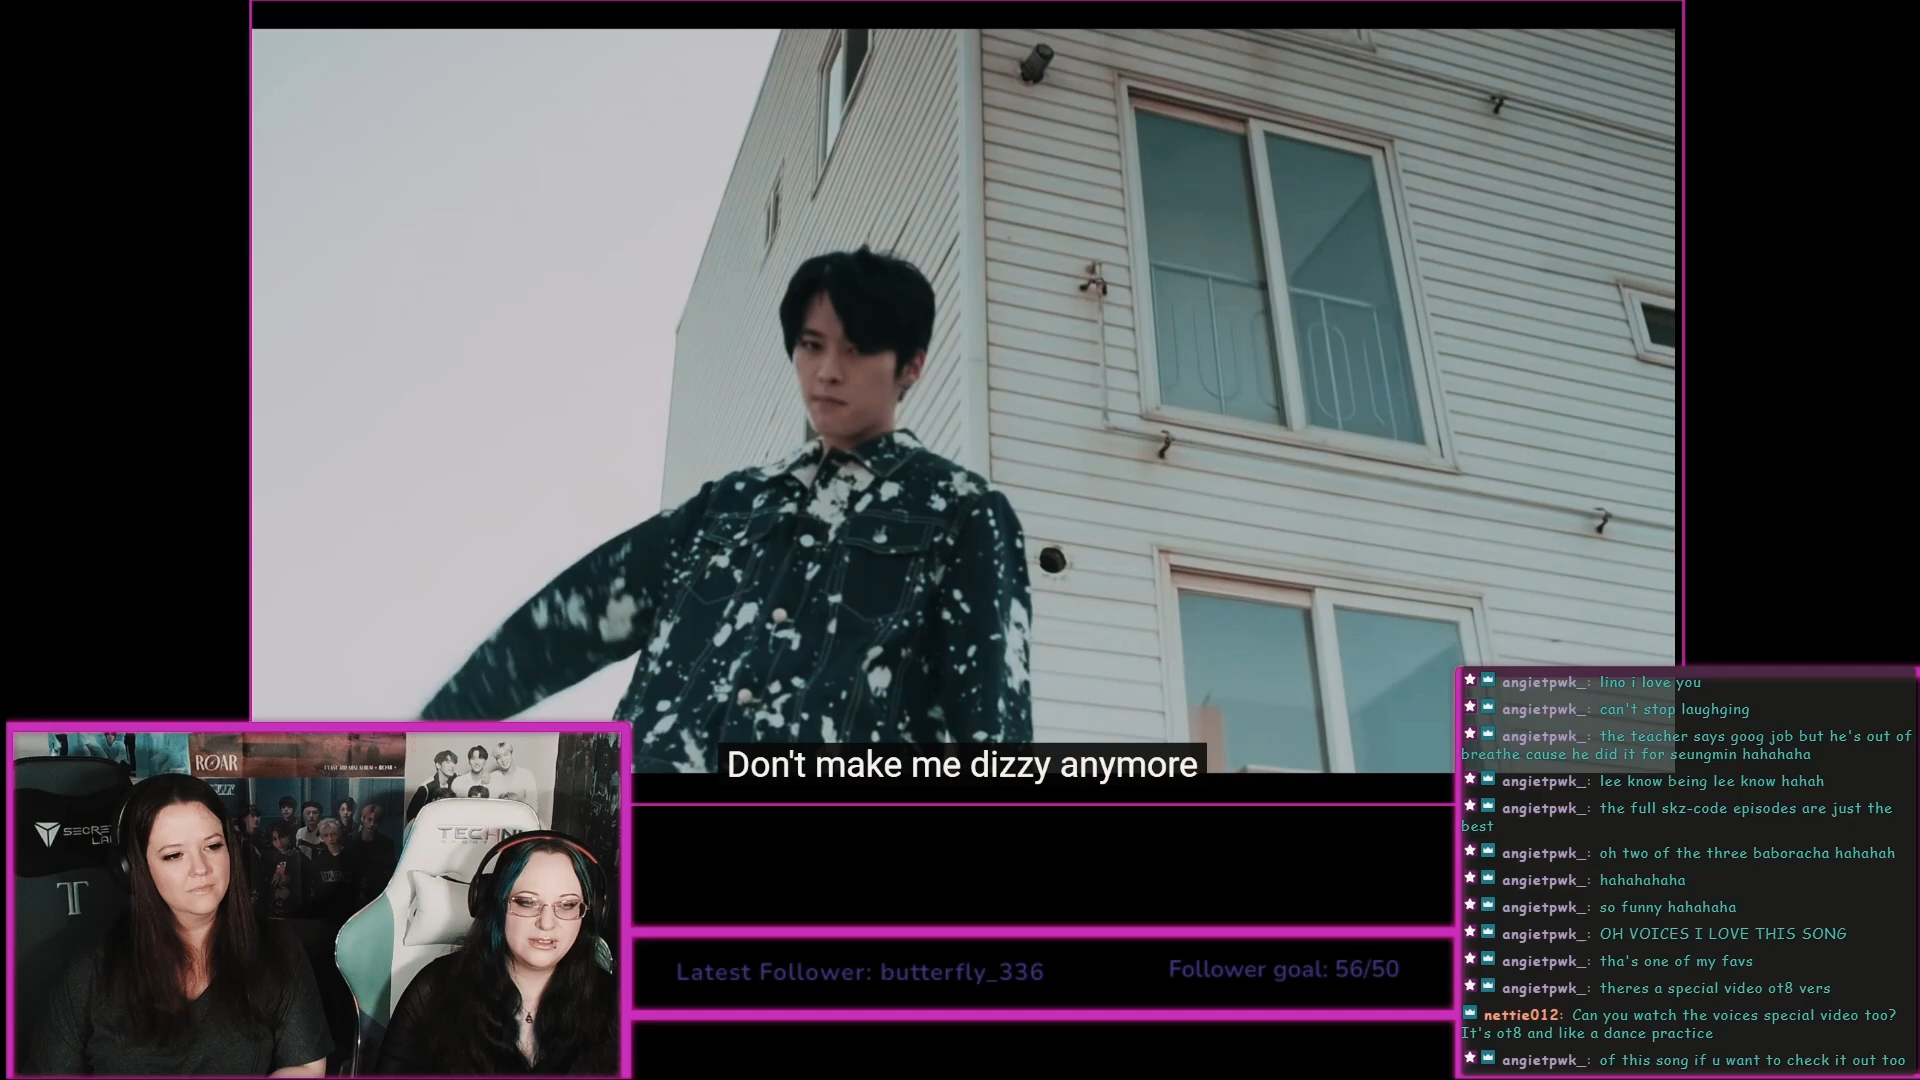 angietpwk_: lino i love you
angietpwk_: can't stop laughging
angietpwk_: the teacher says goog job but he's out of
breathe cause he did it for seungmin hahahaha
angietpwk_: lee know being lee know hahah
angietpwk_: the full skz-code episodes are just the
best
angietpwk_: oh two of the three baboracha hahahah
angietpwk_: hahahahaha
angietpwk_: so funny hahahaha
angietpwk_: OH VOICES I LOVE THIS SONG
angietpwk_: tha's one of my favs
angietpwk_: theres a special video ot8 vers
nettie012: Can you watch the voices special video too?
It's ot8 and like a dance practice
angietpwk_: of this song if u want to check it out too
Don't make me dizzy anymore
ROAR
TECHNI
Latest Follower: butterfly_336
Follower goal: 56/50